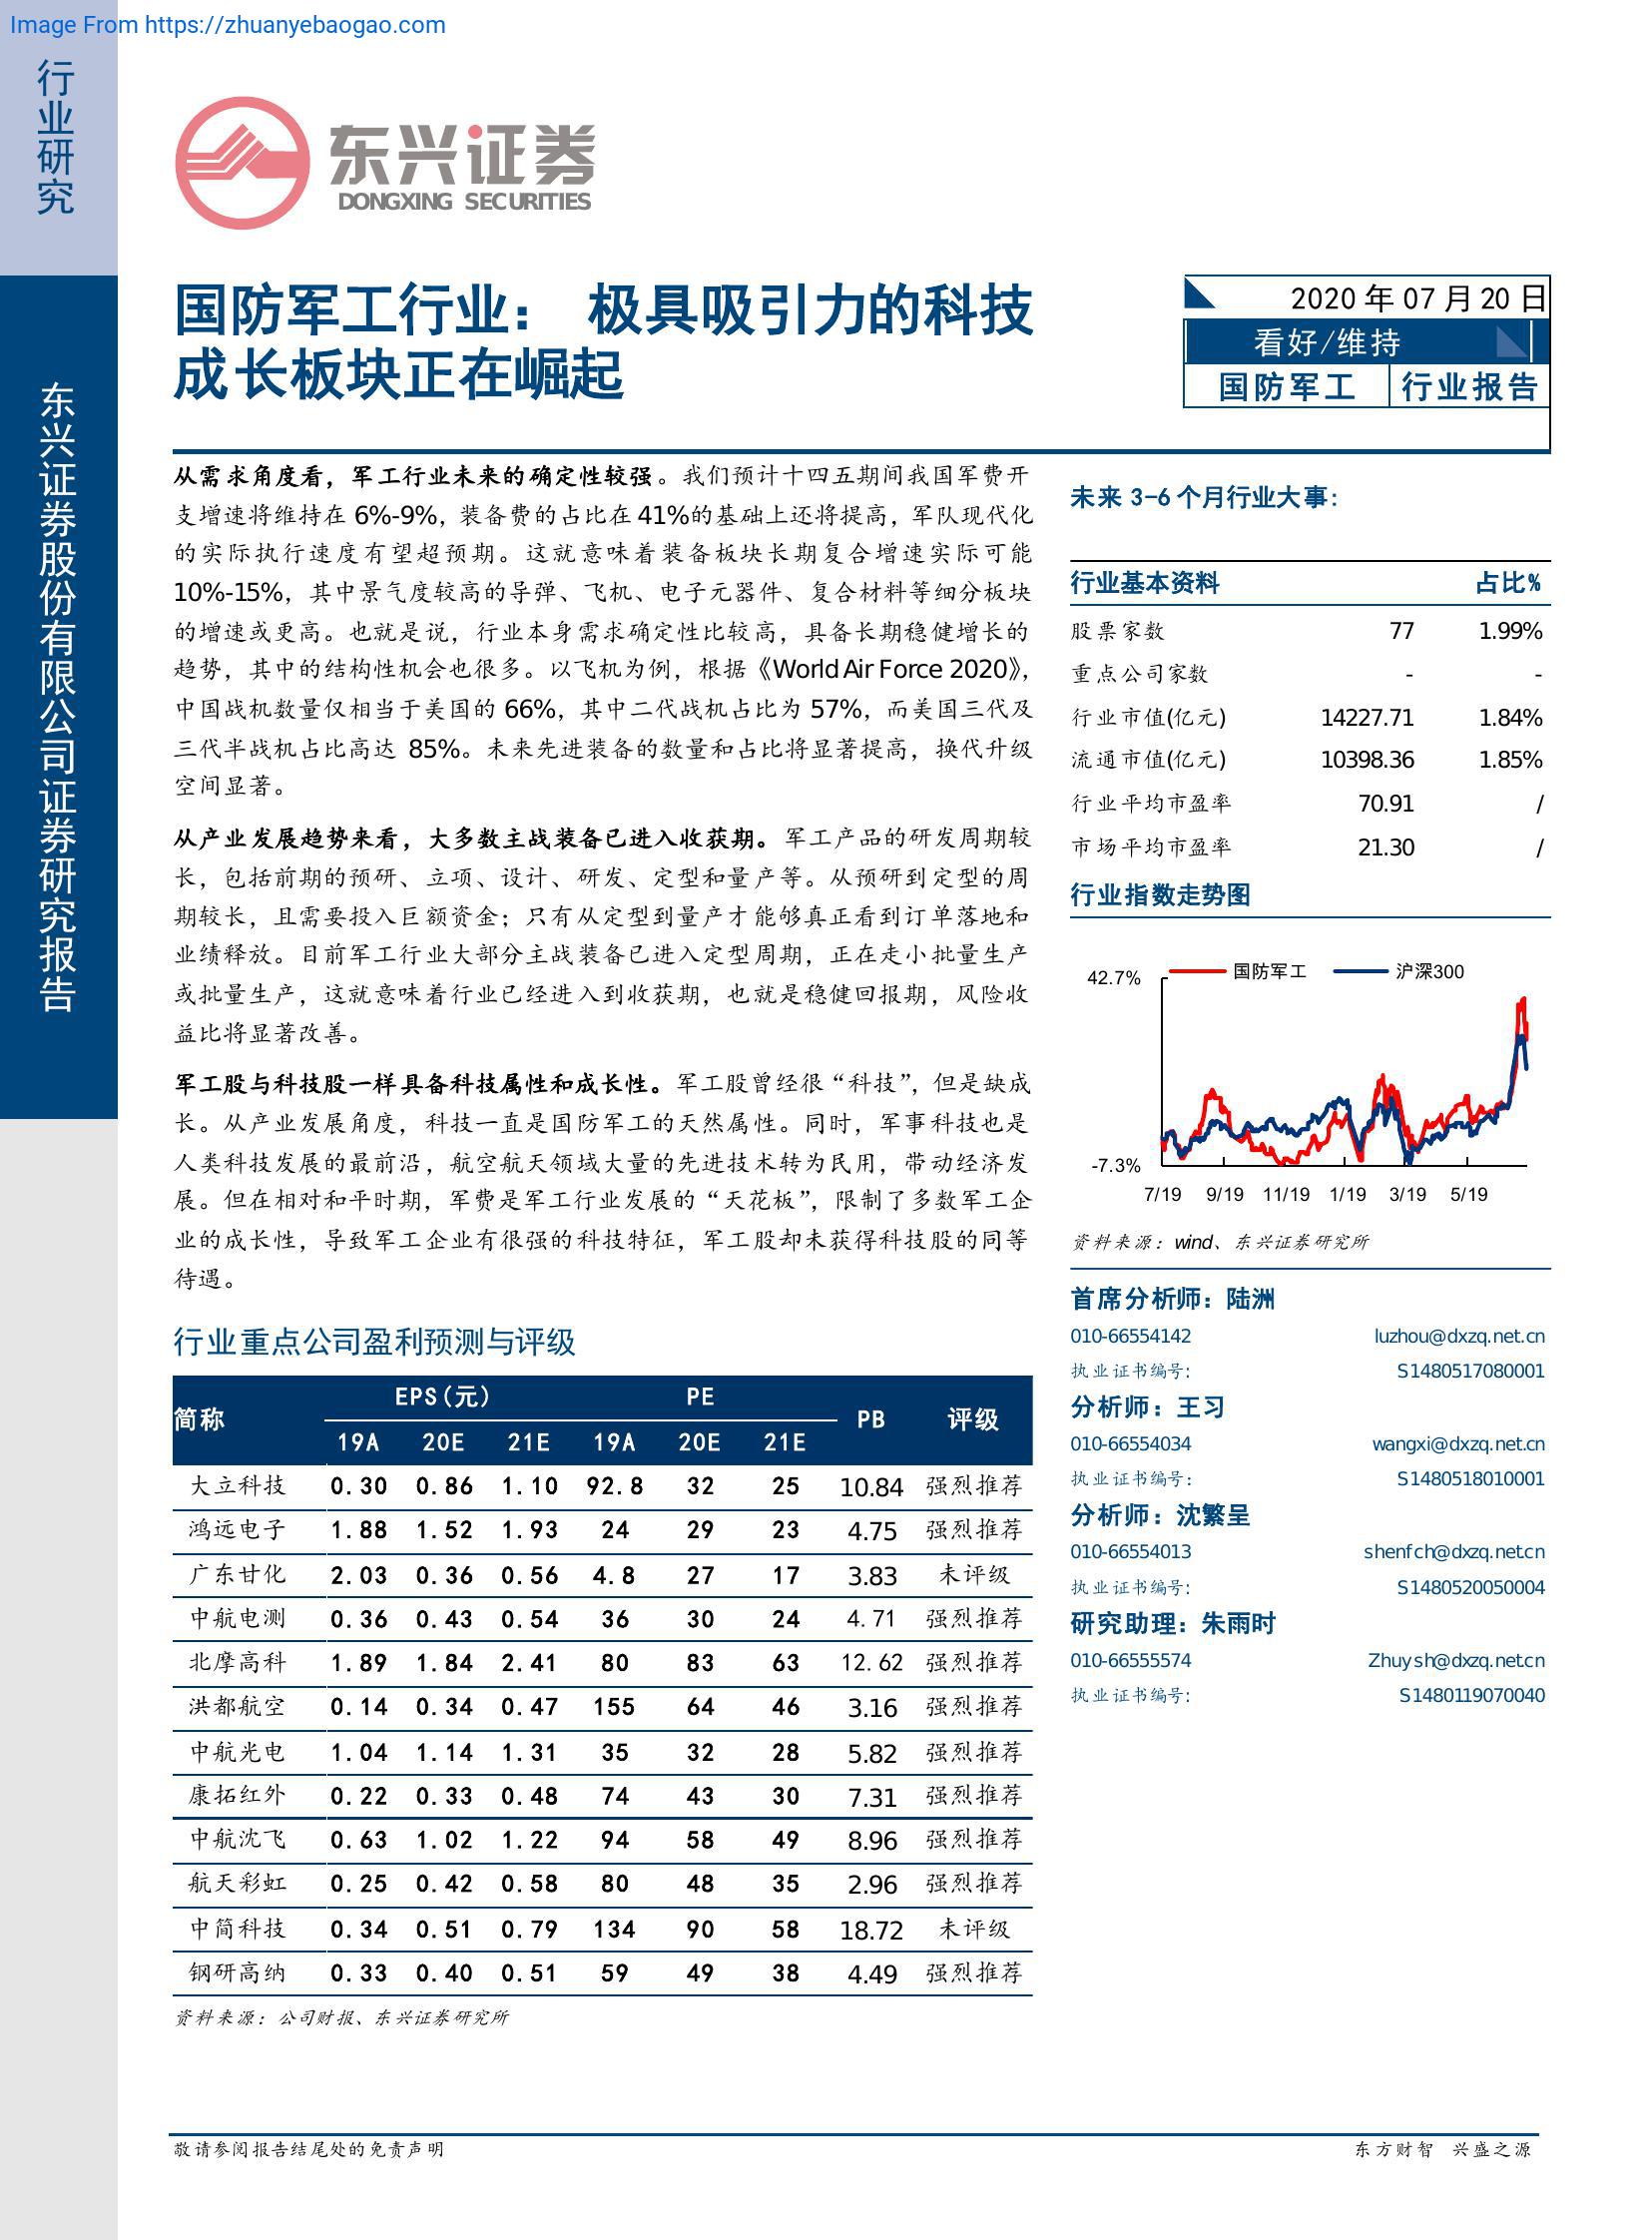 Image From https://zhuanyebaogao.com
行业研究
东兴证券股份有限公司证券研究报告
东兴证券
DONGXING SECURITIES
国防军工行业： 极具吸引力的科技
成长板块正在崛起
2020 年 07 月 20 日
看好/维持
国防军工 行业报告
从需求角度看，军工行业未来的确定性较强。我们预计十四五期间我国军费开
支增速将维持在 6%-9%，装备费的占比在 41%的基础上还将提高，军队现代化
的实际执行速度有望超预期。这就意味着装备板块长期复合增速实际可能
10%-15%，其中景气度较高的导弹、飞机、电子元器件、复合材料等细分板块
的增速或更高。也就是说，行业本身需求确定性比较高，具备长期稳健增长的
趋势，其中的结构性机会也很多。以飞机为例，根据《World Air Force 2020》，
中国战机数量仅相当于美国的 66%，其中二代战机占比为 57%，而美国三代及
三代半战机占比高达 85%。未来先进装备的数量和占比将显著提高，换代升级
空间显著。
从产业发展趋势来看，大多数主战装备已进入收获期。军工产品的研发周期较
长，包括前期的预研、立项、设计、研发、定型和量产等。从预研到定型的周
期较长，且需要投入巨额资金；只有从定型到量产才能够真正看到订单落地和
业绩释放。目前军工行业大部分主战装备已进入定型周期，正在走小批量生产
或批量生产，这就意味着行业已经进入到收获期，也就是稳健回报期，风险收
益比将显著改善。
军工股与科技股一样具备科技属性和成长性。军工股曾经很“科技”，但是缺成
长。从产业发展角度，科技一直是国防军工的天然属性。同时，军事科技也是
人类科技发展的最前沿，航空航天领域大量的先进技术转为民用，带动经济发
展。但在相对和平时期，军费是军工行业发展的“天花板”，限制了多数军工企
业的成长性，导致军工企业有很强的科技特征，军工股却未获得科技股的同等
待遇。
行业重点公司盈利预测与评级
简称 EPS(元) PE PB 评级
19A 20E 21E 19A 20E 21E
大立科技 0.30 0.86 1.10 92.8 32 25 10.84 强烈推荐
鸿远电子 1.88 1.52 1.93 24 29 23 4.75 强烈推荐
广东甘化 2.03 0.36 0.56 4.8 27 17 3.83 未评级
中航电测 0.36 0.43 0.54 36 30 24 4.71 强烈推荐
北摩高科 1.89 1.84 2.41 80 83 63 12.62 强烈推荐
洪都航空 0.14 0.34 0.47 155 64 46 3.16 强烈推荐
中航光电 1.04 1.14 1.31 35 32 28 5.82 强烈推荐
康拓红外 0.22 0.33 0.48 74 43 30 7.31 强烈推荐
中航沈飞 0.63 1.02 1.22 94 58 49 8.96 强烈推荐
航天彩虹 0.25 0.42 0.58 80 48 35 2.96 强烈推荐
中简科技 0.34 0.51 0.79 134 90 58 18.72 未评级
钢研高纳 0.33 0.40 0.51 59 49 38 4.49 强烈推荐
资料来源：公司财报、东兴证券研究所
未来 3-6 个月行业大事：
行业基本资料 占比%
股票家数 77 1.99%
重点公司家数 - -
行业市值(亿元) 14227.71 1.84%
流通市值(亿元) 10398.36 1.85%
行业平均市盈率 70.91 /
市场平均市盈率 21.30 /
行业指数走势图
国防军工 沪深300
42.7%
-7.3%
7/19 9/19 11/19 1/19 3/19 5/19
资料来源：wind、东兴证券研究所
首席分析师：陆洲
010-66554142 luzhou@dxzq.net.cn
执业证书编号: S1480517080001
分析师：王习
010-66554034 wangxi@dxzq.net.cn
执业证书编号: S1480518010001
分析师：沈繁呈
010-66554013 shenfch@dxzq.net.cn
执业证书编号: S1480520050004
研究助理：朱雨时
010-66555574 Zhuysh@dxzq.net.cn
执业证书编号: S1480119070040
敬请参阅报告结尾处的免责声明 东方财智 兴盛之源